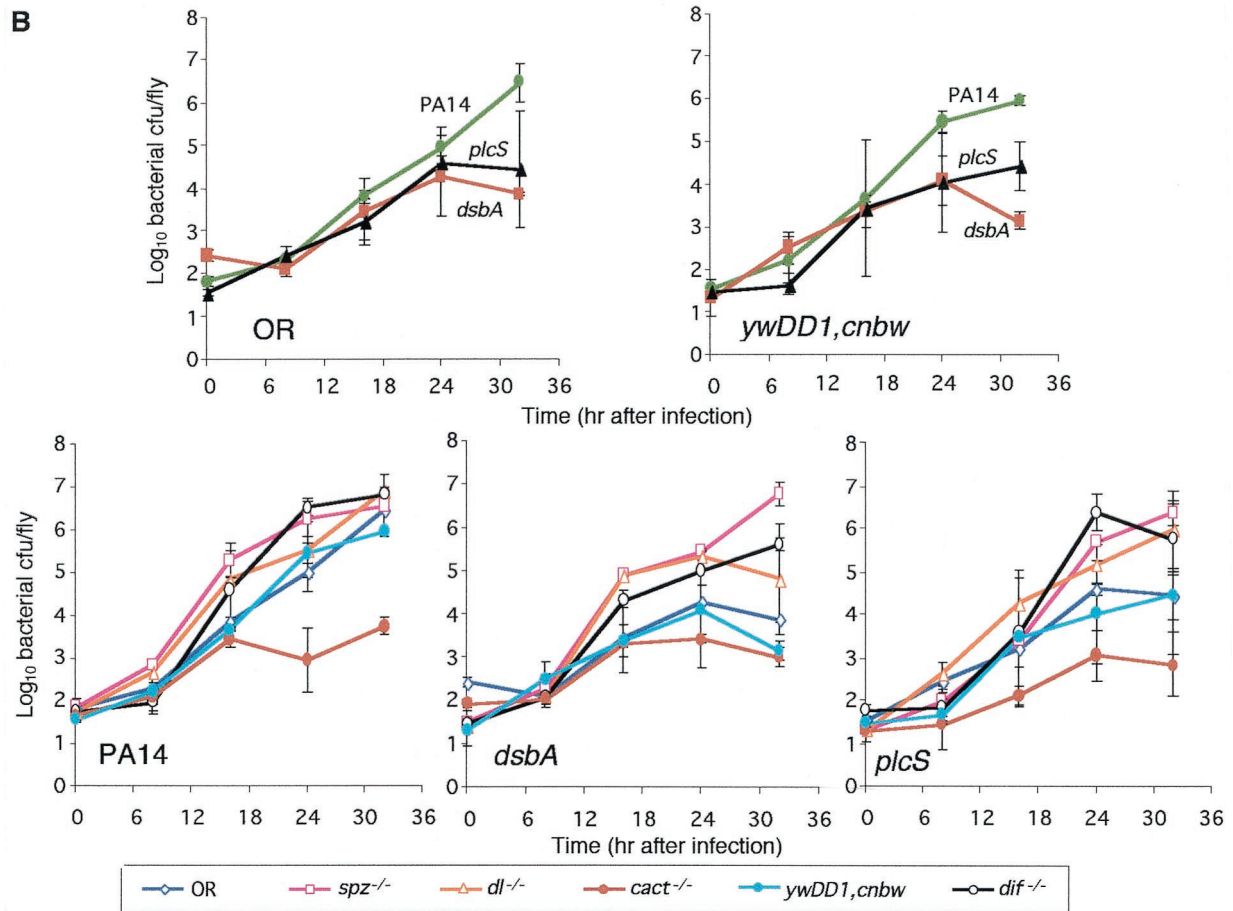 B
Log₁₀ bacterial cfu/fly
8
7
6
5
4
3
2
1
0
PA14
plcS
dsbA
OR
0 6 12 18 24 30 36
8
7
6
5
4
3
2
1
0
PA14
plcS
dsbA
ywDD1,cnbw
0 6 12 18 24 30 36
Time (hr after infection)
Log₁₀ bacterial cfu/fly
8
7
6
5
4
3
2
1
0
PA14
0 6 12 18 24 30 36
8
7
6
5
4
3
2
1
0
dsbA
0 6 12 18 24 30 36
8
7
6
5
4
3
2
1
0
plcS
0 6 12 18 24 30 36
Time (hr after infection)
OR spz⁻/⁻ dl⁻/⁻ cact⁻/⁻ ywDD1,cnbw dif⁻/⁻